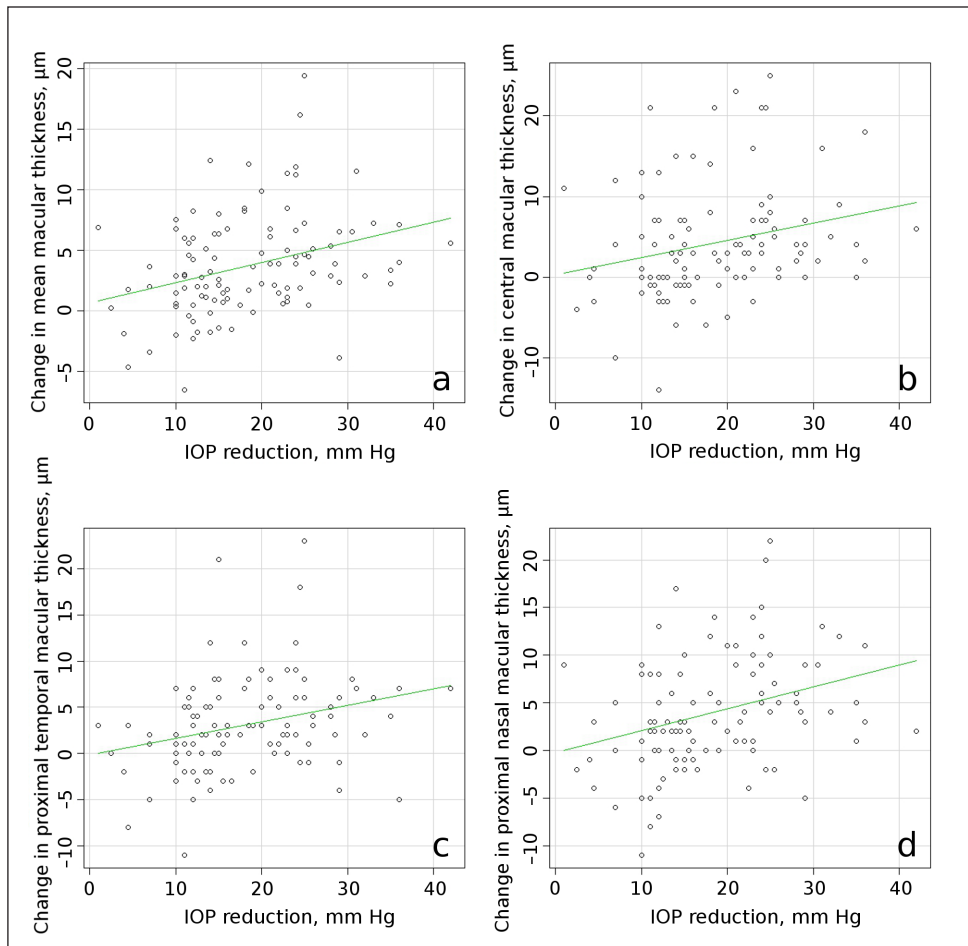 Change in mean macular thickness, µm
20
15
10
5
0
-5
0 10 20 30 40
IOP reduction, mm Hg
a
Change in central macular thickness, µm
20
10
0
-10
0 10 20 30 40
IOP reduction, mm Hg
b
Change in proximal temporal macular thickness, µm
20
15
10
5
0
-5
-10
0 10 20 30 40
IOP reduction, mm Hg
c
Change in proximal nasal macular thickness, µm
20
15
10
5
0
-5
-10
0 10 20 30 40
IOP reduction, mm Hg
d